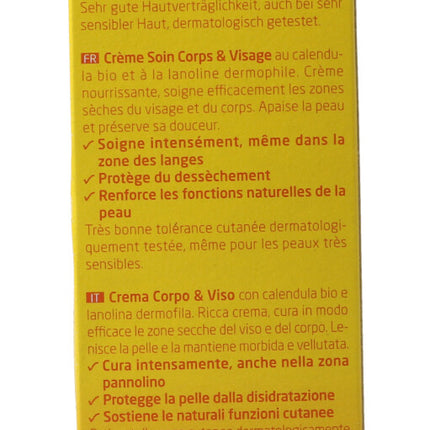 Sehr gute Hautverträglichkeit, auch bei sehr
sensibler Haut, dermatologisch getestet.
FR Crème Soin Corps & Visage au calendu-
la bio et à la lanoline dermophile. Crème
nourrissante, soigne efficacement les zones
sèches du visage et du corps. Apaise la peau
et préserve sa douceur.
✓ Soigne intensément, même dans la
zone des langes
✓ Protège du dessèchement
✓ Renforce les fonctions naturelles de la
peau
Très bonne tolérance cutanée dermatologi-
quement testée, même pour les peaux très
sensibles.
IT Crema Corpo & Viso con calendula bio e
lanolina dermofila. Ricca crema, cura in modo
efficace le zone secche del viso e del corpo. Le-
nisce la pelle e la mantiene morbida e vellutata.
✓ Cura intensamente, anche nella zona
pannolino
✓ Protegge la pelle dalla disidratazione
✓ Sostiene le naturali funzioni cutanee